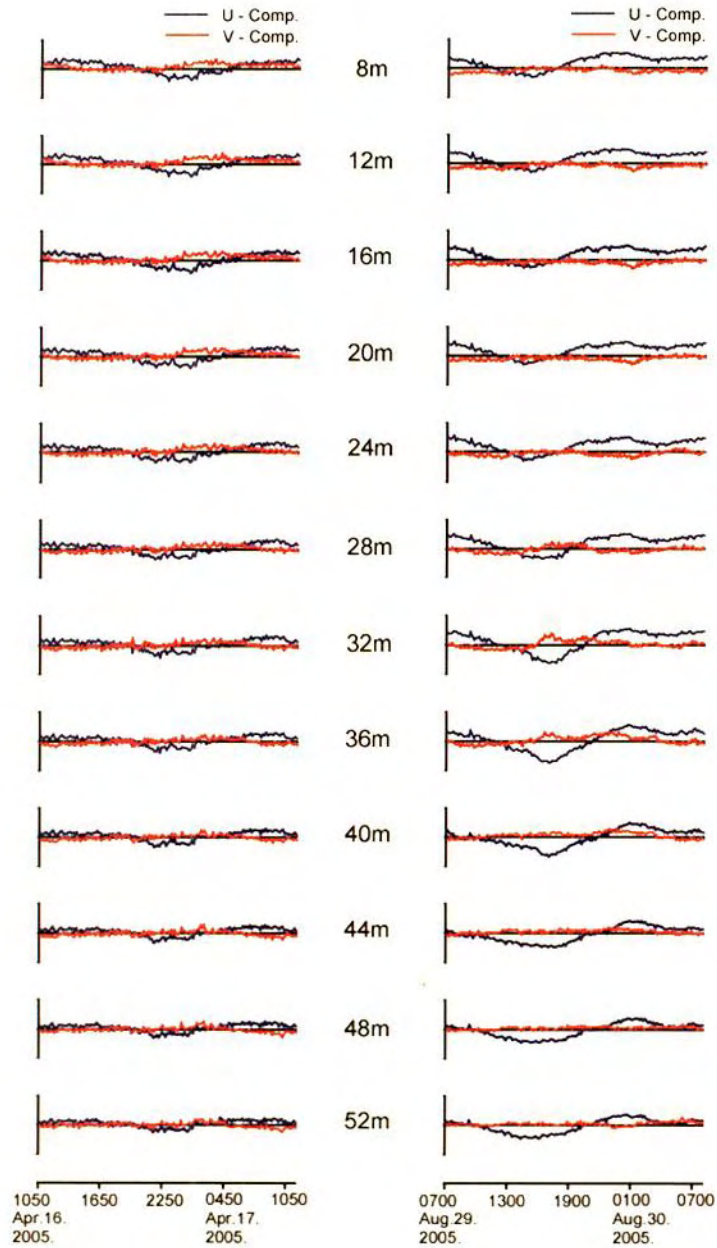 U - Comp.
V - Comp.
U - Comp.
V - Comp.
8m
12m
16m
20m
24m
28m
32m
36m
40m
44m
48m
52m
1050 1650 2250 0450 1050
Apr.16. Apr.17.
2005. 2005.
0700 1300 1900 0100 0700
Aug.29. Aug.30.
2005. 2005.